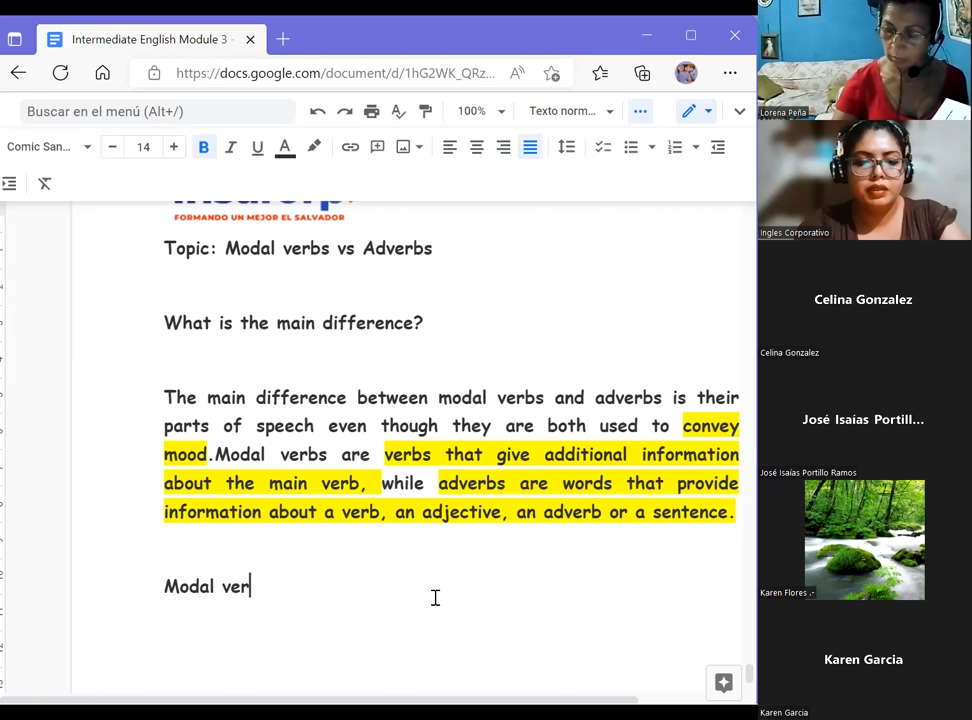 Intermediate English Module 3 -
https://docs.google.com/document/d/1hG2WK_QRz...
Buscar en el menú (Alt+/)
100%
Texto norm...
Comic San...
14
B I U A
FORMANDO UN MEJOR EL SALVADOR
Topic: Modal verbs vs Adverbs
What is the main difference?
The main difference between modal verbs and adverbs is their
parts of speech even though they are both used to convey
mood.Modal verbs are verbs that give additional information
about the main verb, while adverbs are words that provide
information about a verb, an adjective, an adverb or a sentence.
Modal ver
Lorena Peña
Ingles Corporativo
Celina Gonzalez
Celina Gonzalez
José Isaías Portill...
José Isaías Portillo Ramos
Karen Flores .-
Karen Garcia
Karen Garcia